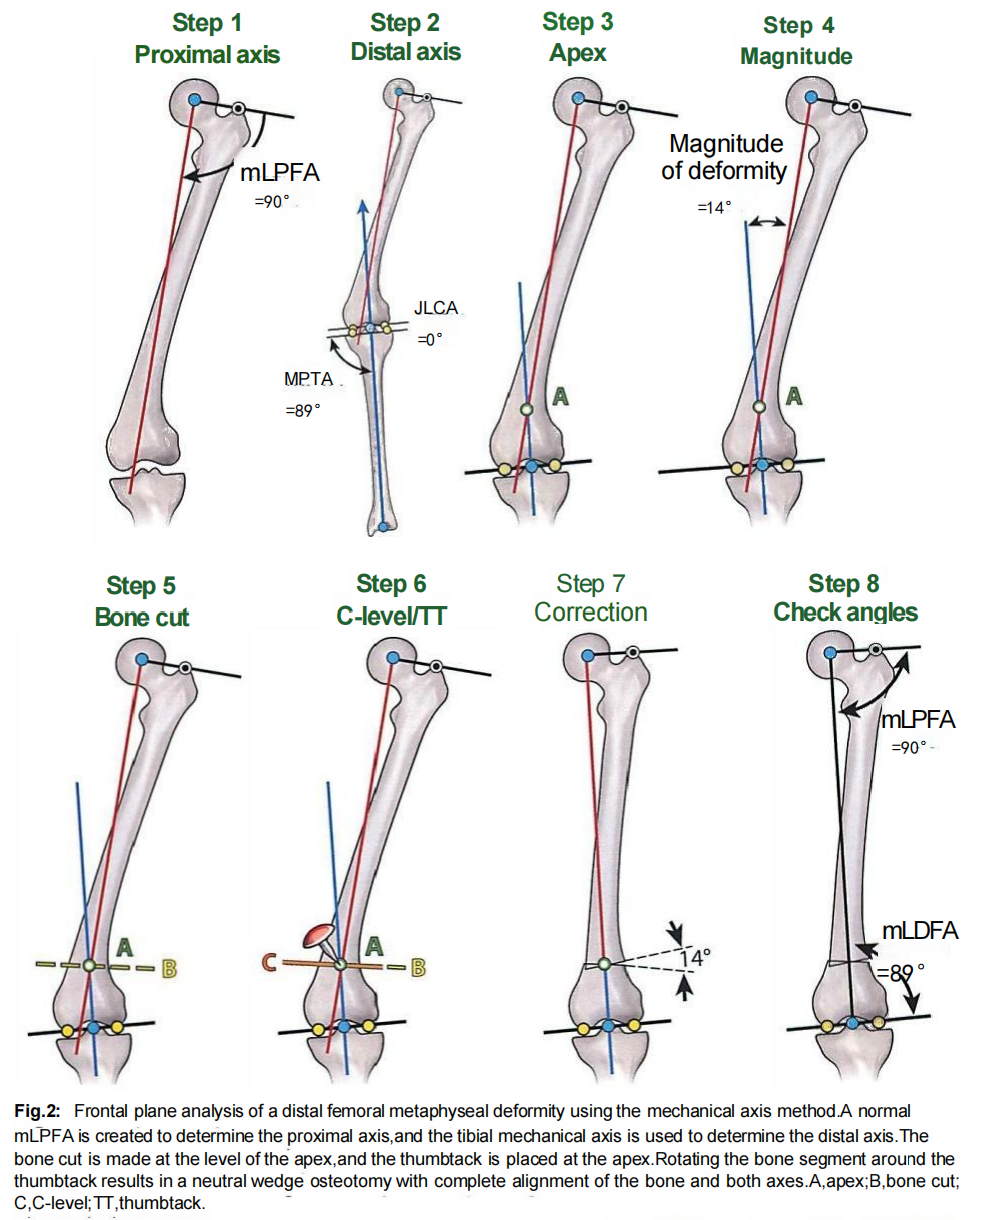 Step 1
Proximal axis
mLPFA
=90°
Step 2
Distal axis
JLCA
=0°
MPTA
=89°
Step 3
Apex
A
Step 4
Magnitude
Magnitude
of deformity
=14°
A
Step 5
Bone cut
A
B
Step 6
C-level/TT
C
A
B
Step 7
Correction
14°
Step 8
Check angles
mLPFA
=90°
mLDFA
=89°
Fig.2: Frontal plane analysis of a distal femoral metaphyseal deformity using the mechanical axis method.A normal
mLPFA is created to determine the proximal axis,and the tibial mechanical axis is used to determine the distal axis.The
bone cut is made at the level of the apex,and the thumbtack is placed at the apex.Rotating the bone segment around the
thumbtack results in a neutral wedge osteotomy with complete alignment of the bone and both axes.A,apex;B,bone cut;
C,C-level;TT,thumbtack.